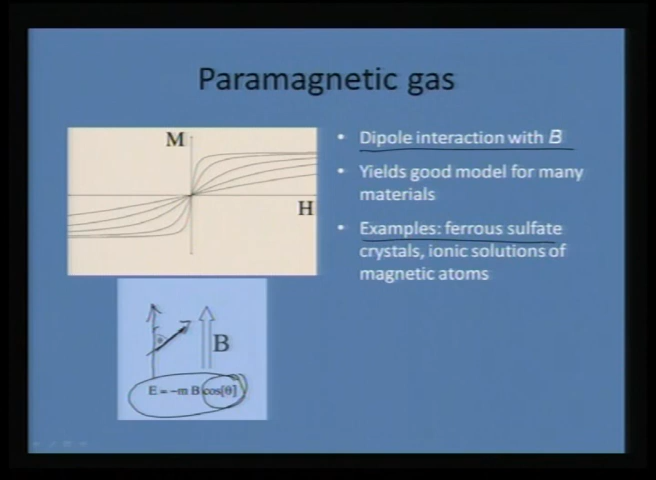 Paramagnetic gas
M
H
• Dipole interaction with B
• Yields good model for many
materials
• Examples: ferrous sulfate
crystals, ionic solutions of
magnetic atoms
θ
B
E = -m B cos[θ]